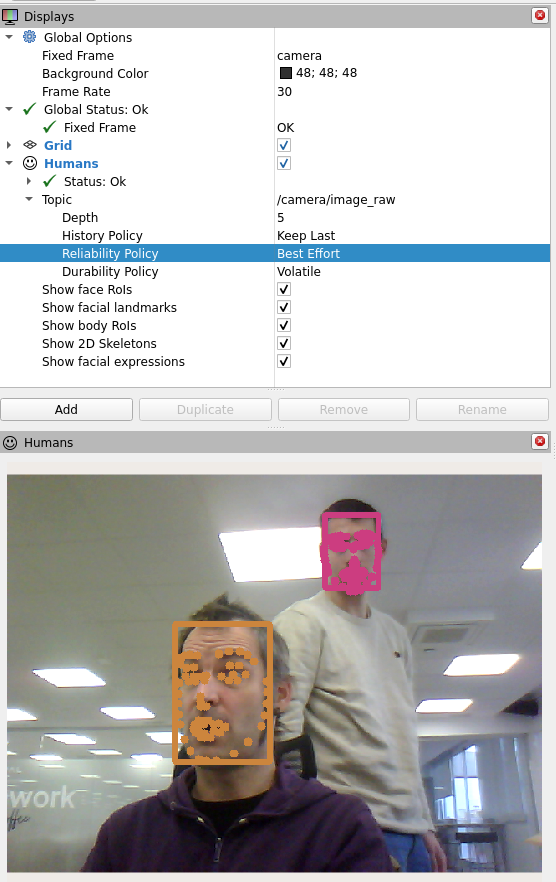 Displays
Global Options
Fixed Frame camera
Background Color 48; 48; 48
Frame Rate 30
Global Status: Ok
Fixed Frame OK
Grid
Humans
Status: Ok
Topic /camera/image_raw
Depth 5
History Policy Keep Last
Reliability Policy Best Effort
Durability Policy Volatile
Show face RoIs
Show facial landmarks
Show body RoIs
Show 2D Skeletons
Show facial expressions
Add Duplicate Remove Rename
Humans
work